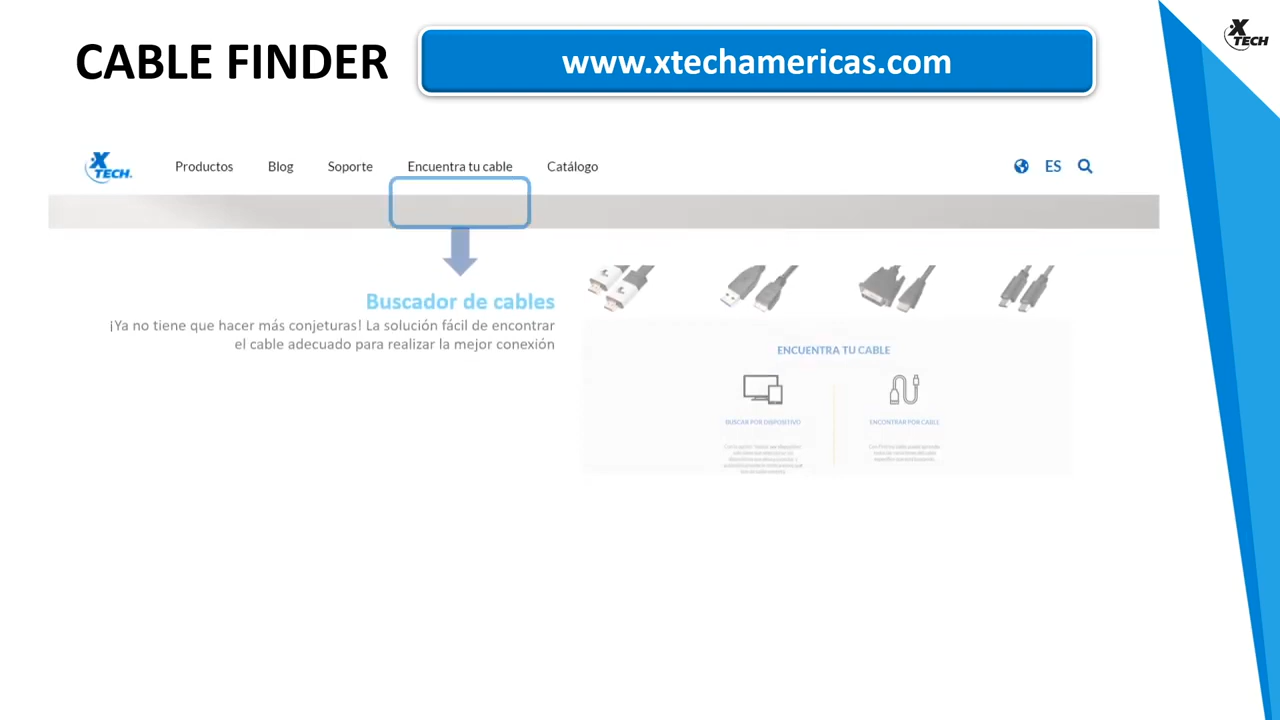 CABLE FINDER
www.xtechamericas.com
X TECH
X TECH.
Productos
Blog
Soporte
Encuentra tu cable
Catálogo
ES
Buscador de cables
¡Ya no tiene que hacer más conjeturas! La solución fácil de encontrar
el cable adecuado para realizar la mejor conexión
ENCUENTRA TU CABLE
BUSCAR POR DISPOSITIVO
ENCONTRAR POR CABLE